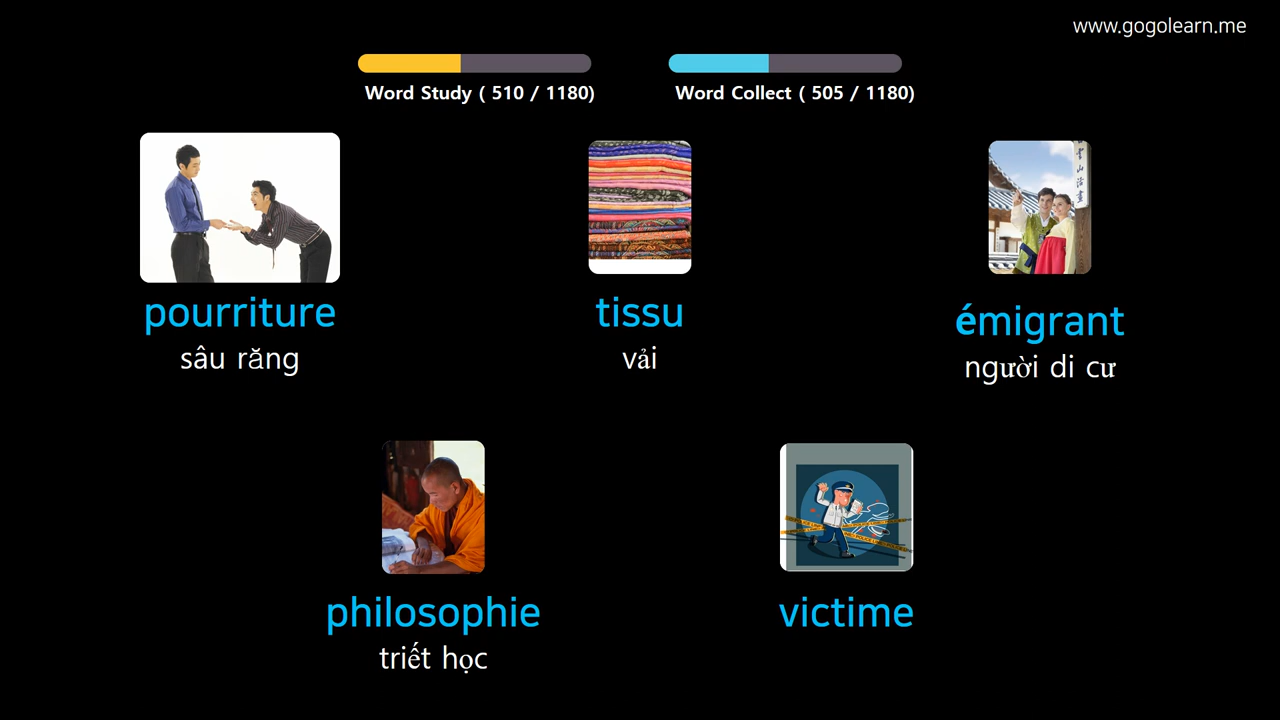 www.gogolearn.me
Word Study ( 510 / 1180)
Word Collect ( 505 / 1180)
pourriture
sâu răng
tissu
vải
émigrant
người di cư
philosophie
triết học
victime